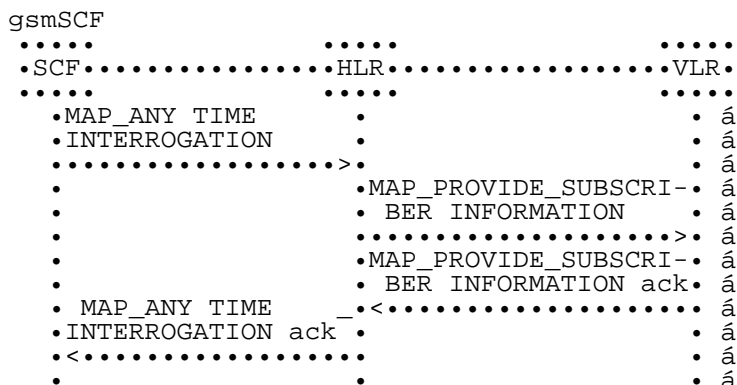 gsmSCF
•••••               •••••                 •••••
•SCF••••••••••••••••HLR••••••••••••••••••VLR•
•••••               •••••                 •••••
•MAP_ANY TIME       •                     • á
•INTERROGATION      •                     • á
••••••••••••••••••>•                     • á
•                   •MAP_PROVIDE_SUBSCRI-• á
•                   • BER INFORMATION     • á
•                   ••••••••••••••••••••>• á
•                   •MAP_PROVIDE_SUBSCRI-• á
•                   • BER INFORMATION ack• á
• MAP_ANY TIME     _•<•••••••••••••••••••• á
•INTERROGATION ack •                     • á
•<••••••••••••••••••                     • á
•                   •                     • á